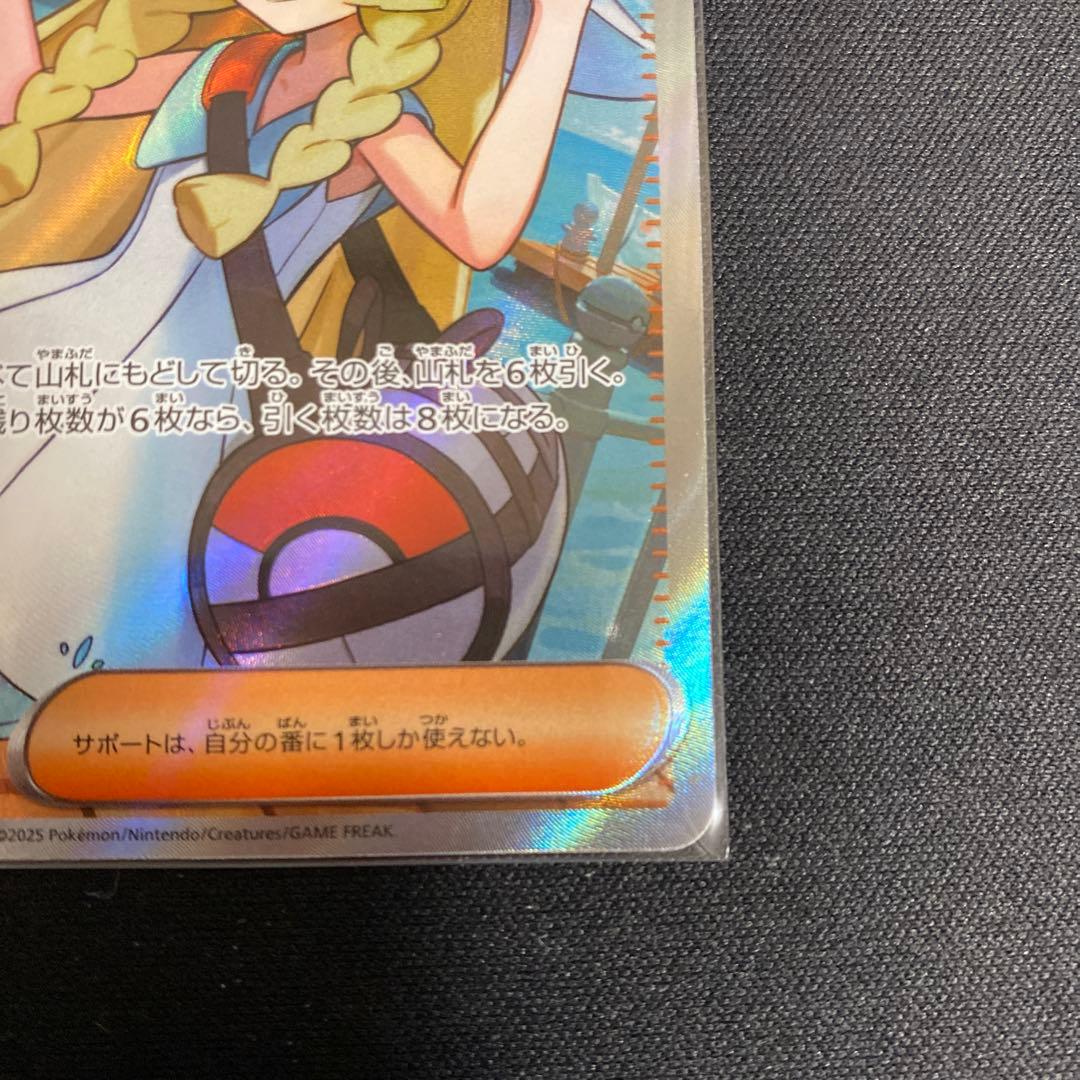 て山札にもどして切る。その後、山札を6枚引く。
り枚数が6枚なら、引く枚数は8枚になる。
サポートは、自分の番に1枚しか使えない。
©2025 Pokémon/Nintendo/Creatures/GAME FREAK.